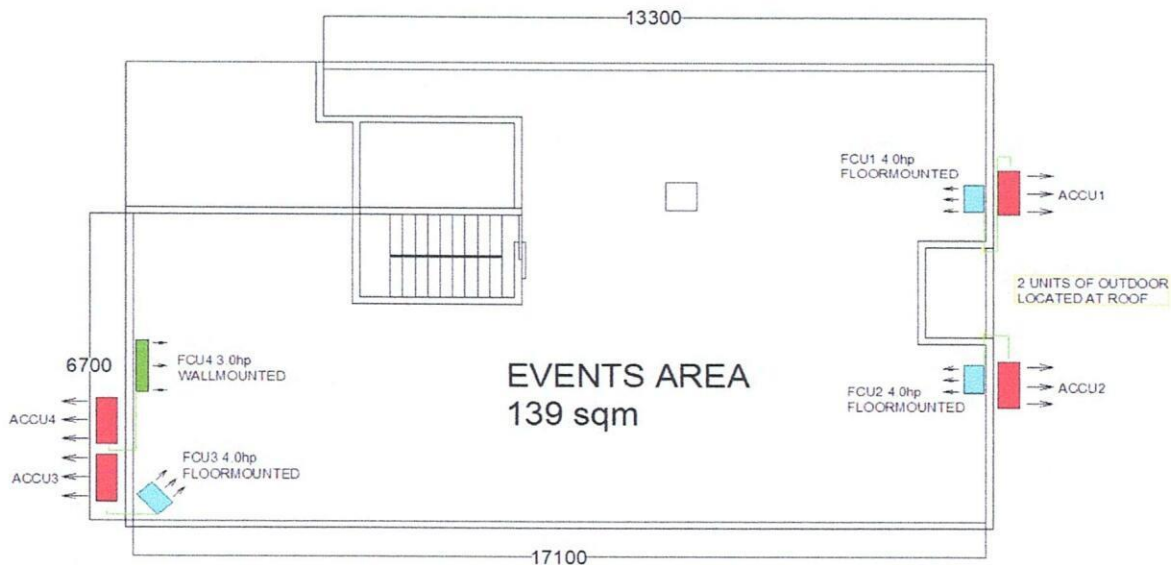 13300
FCU1 4.0hp
FLOORMOUNTED
ACCU1
2 UNITS OF OUTDOOR
LOCATED AT ROOF
6700
FCU4 3.0hp
WALLMOUNTED
EVENTS AREA
139 sqm
FCU2 4.0hp
FLOORMOUNTED
ACCU2
ACCU4
FCU3 4.0hp
FLOORMOUNTED
ACCU3
17100